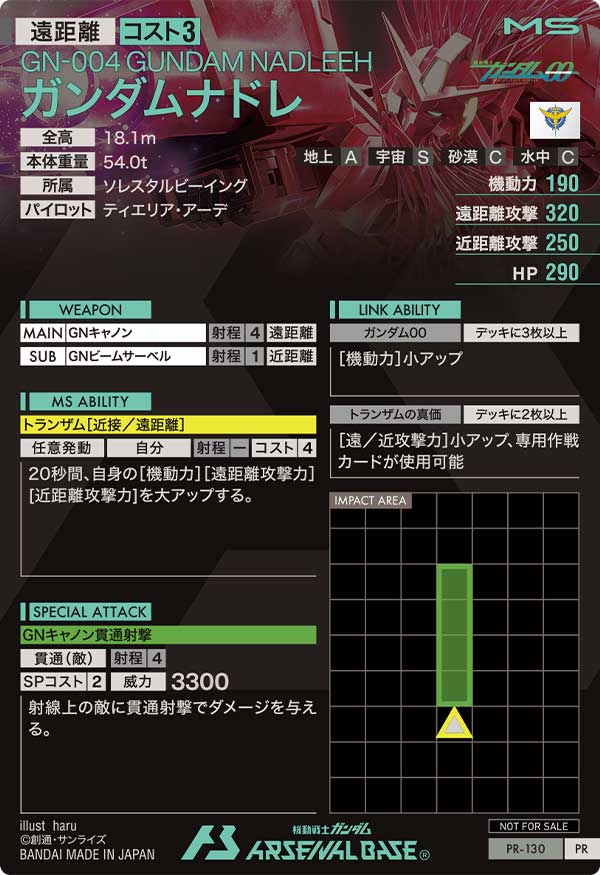 遠距離 コスト3
MS
GN-004 GUNDAM NADLEEH
ガンダムナドレ
機動戦士ガンダム00
全高 18.1m
本体重量 54.0t
所属 ソレスタルビーイング
パイロット ティエリア・アーデ
地上 A 宇宙 S 砂漠 C 水中 C
機動力 190
遠距離攻撃 320
近距離攻撃 250
HP 290
WEAPON
MAIN GNキャノン 射程 4 遠距離
SUB GNビームサーベル 射程 1 近距離
MS ABILITY
トランザム[近接／遠距離]
任意発動 自分 射程 ー コスト 4
20秒間、自身の[機動力][遠距離攻撃力]
[近距離攻撃力]を大アップする。
SPECIAL ATTACK
GNキャノン貫通射撃
貫通(敵) 射程 4
SPコスト 2 威力 3300
射線上の敵に貫通射撃でダメージを与え
る。
LINK ABILITY
ガンダム00 デッキに3枚以上
[機動力]小アップ
トランザムの真価 デッキに2枚以上
[遠／近攻撃力]小アップ、専用作戦
カードが使用可能
IMPACT AREA
illust haru
©創通・サンライズ
BANDAI MADE IN JAPAN
機動戦士ガンダム
ARSENAL BASE®
NOT FOR SALE
PR-130 PR